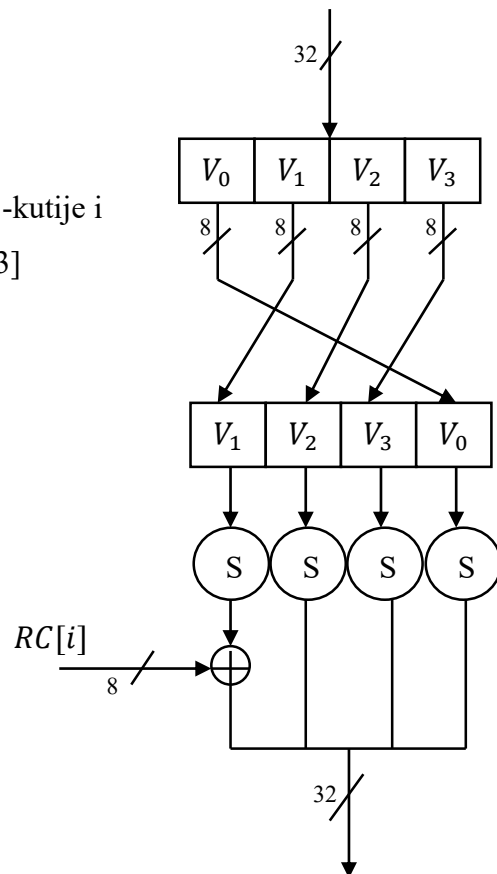 32
V₀ V₁ V₂ V₃
-kutije i
8 8 8 8
3]
V₁ V₂ V₃ V₀
S S S S
RC[i]
8
32